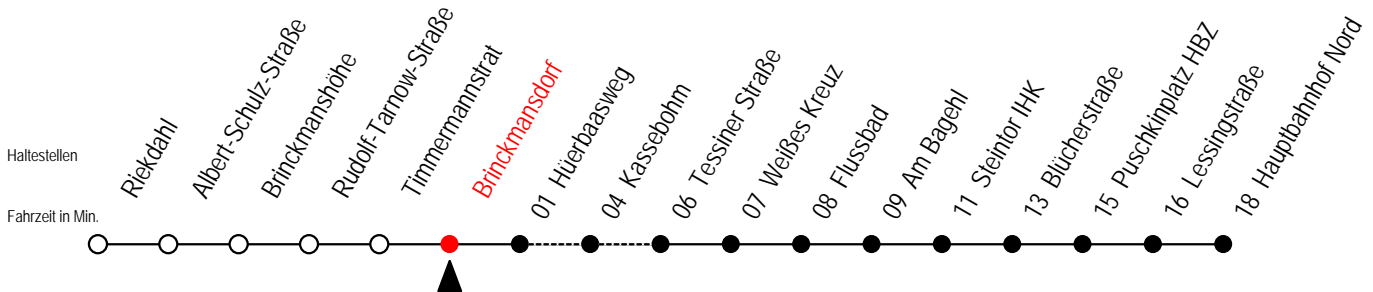 Haltestellen
Fahrzeit in Min.
Riekdahl
Albert-Schulz-Straße
Brinckmanshöhe
Rudolf-Tarnow-Straße
Timmermannstrat
Brinckmansdorf
01 Hüerbaasweg
04 Kassebohm
06 Tessiner Straße
07 Weißes Kreuz
08 Flussbad
09 Am Bagehl
11 Steintor IHK
13 Blücherstraße
15 Puschkinplatz HBZ
16 Lessingstraße
18 Hauptbahnhof Nord